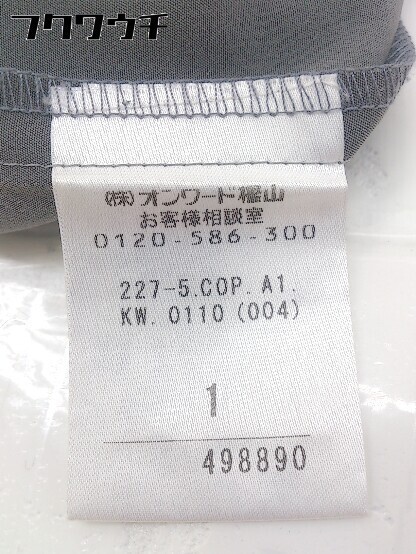 フクワウチ
(株)オンワード樫山
お客様相談室
0120-586-300
227-5.COP.A1.
KW.0110(004)
1
498890